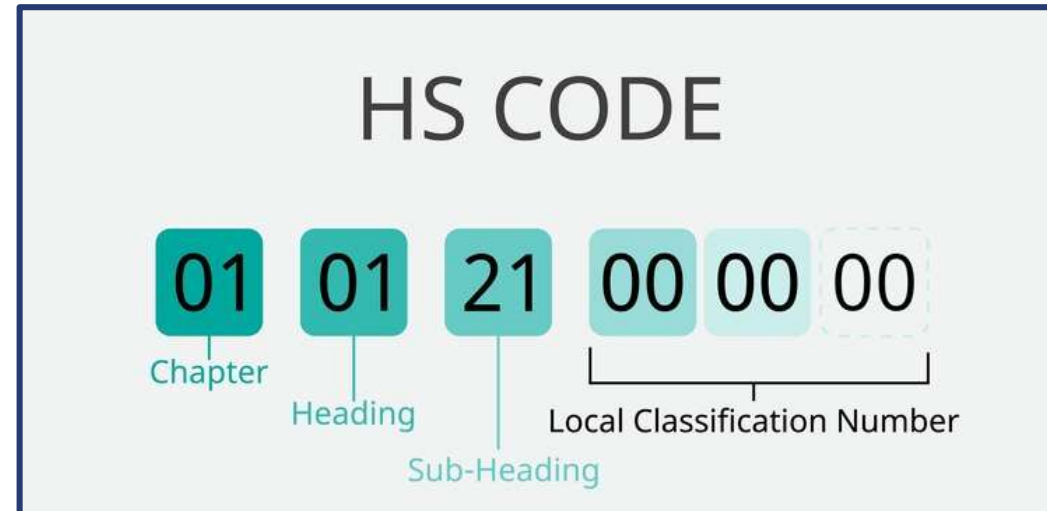 HS CODE
01 01 21 00 00 00
Chapter
Heading
Local Classification Number
Sub-Heading